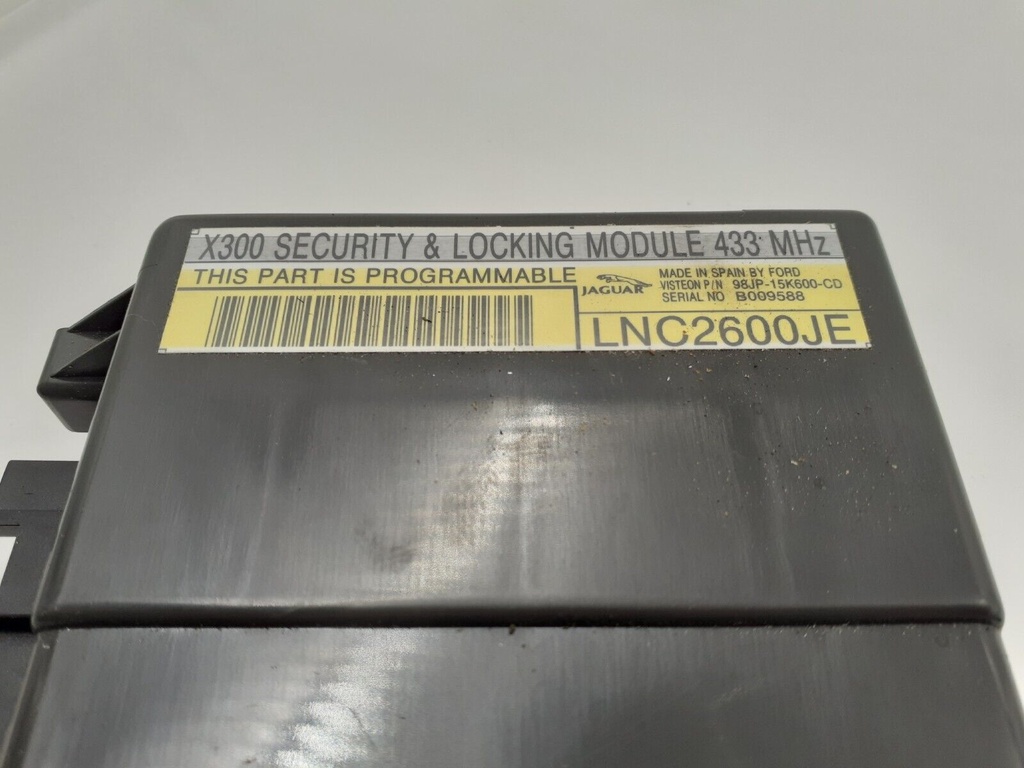 X300 SECURITY & LOCKING MODULE 433 MHz
THIS PART IS PROGRAMMABLE
JAGUAR
MADE IN SPAIN BY FORD
VISTEON P/N 98JP-15K600-CD
SERIAL NO B009588
LNC2600JE